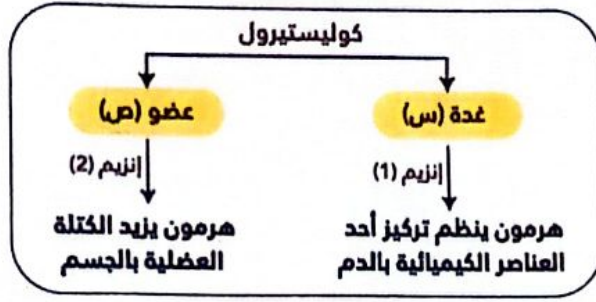 كوليستيرول
غدة (س)
عضو (ص)
إنزيم (1)
إنزيم (2)
هرمون ينظم تركيز أحد
العناصر الكيميائية بالدم
هرمون يزيد الكتلة
العضلية بالجسم